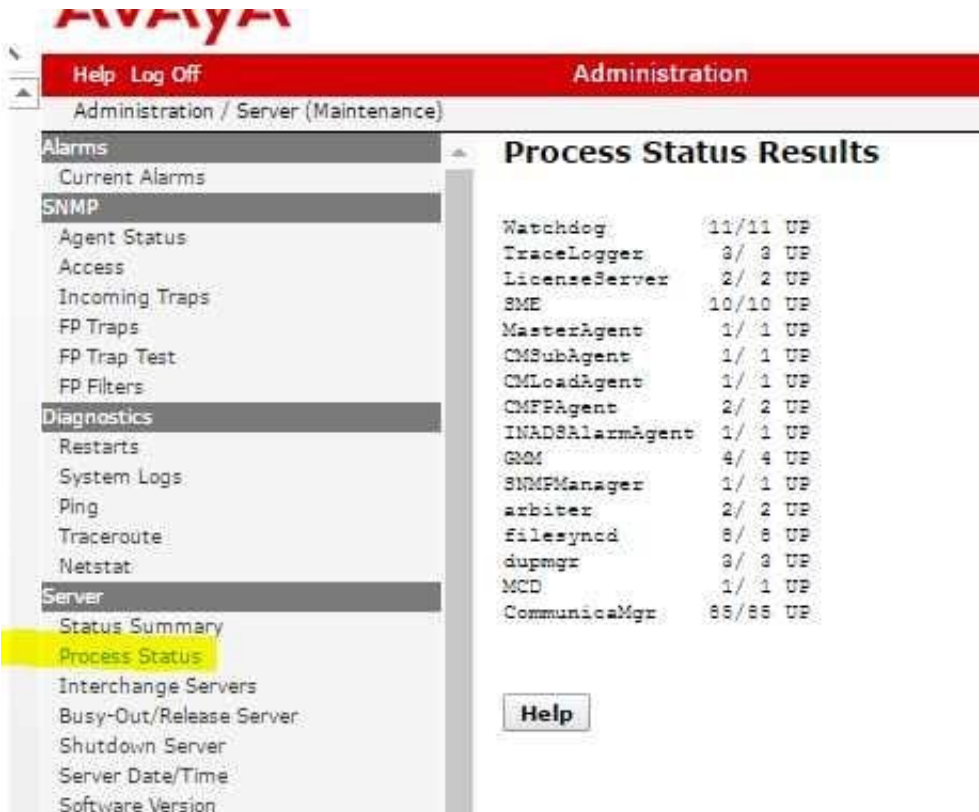 AVAYA
Help Log Off
Administration
Administration / Server (Maintenance)
Alarms
Current Alarms
SNMP
Agent Status
Access
Incoming Traps
FP Traps
FP Trap Test
FP Filters
Diagnostics
Restarts
System Logs
Ping
Traceroute
Netstat
Server
Status Summary
Process Status
Interchange Servers
Busy-Out/Release Server
Shutdown Server
Server Date/Time
Software Version
Process Status Results
Watchdog 11/11 UP
TraceLogger 3/ 3 UP
LicenseServer 2/ 2 UP
SME 10/10 UP
MasterAgent 1/ 1 UP
CMSubAgent 1/ 1 UP
CMLoadAgent 1/ 1 UP
CMFPAgent 2/ 2 UP
INADSAlarmAgent 1/ 1 UP
GMM 4/ 4 UP
SNMPManager 1/ 1 UP
arbiter 2/ 2 UP
filesyncd 8/ 8 UP
dupmgr 3/ 3 UP
MCD 1/ 1 UP
CommunicaMgr 85/85 UP
Help